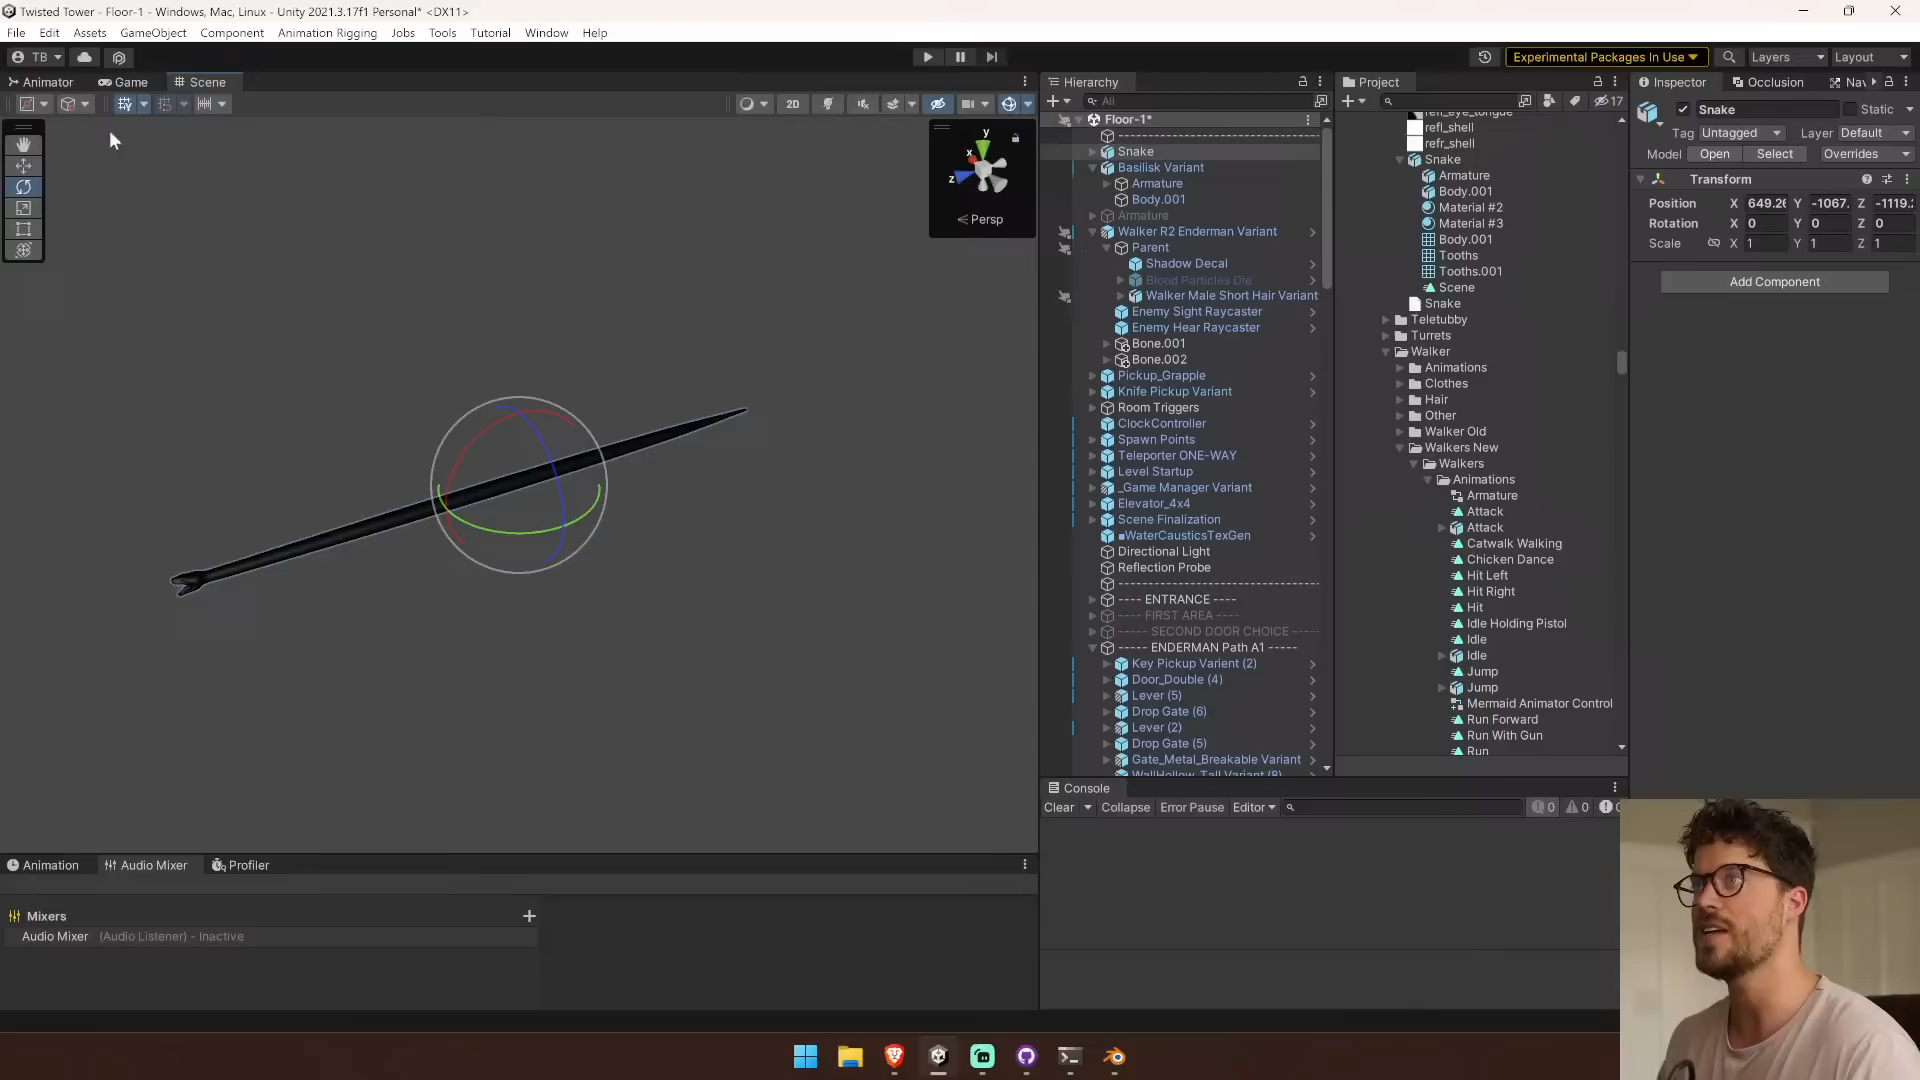 Twisted Tower - Floor-1 - Windows, Mac, Linux - Unity 2021.3.17f1 Personal* <DX11>
File Edit Assets GameObject Component Animation Rigging Jobs Tools Tutorial Window Help
TB Experimental Packages In Use Layers Layout
Animator Game Scene
2D
y
x
z
Persp
Animation Audio Mixer Profiler
Mixers
Audio Mixer (Audio Listener) - Inactive
Hierarchy
All
Floor-1*
Snake
Basilisk Variant
Armature
Body.001
Armature
Walker R2 Enderman Variant
Parent
Shadow Decal
Blood Particles Die
Walker Male Short Hair Variant
Enemy Sight Raycaster
Enemy Hear Raycaster
Bone.001
Bone.002
Pickup_Grapple
Knife Pickup Variant
Room Triggers
ClockController
Spawn Points
Teleporter ONE-WAY
Level Startup
_Game Manager Variant
Elevator_4x4
Scene Finalization
■WaterCausticsTexGen
Directional Light
Reflection Probe
---- ENTRANCE ----
---- FIRST AREA ----
----- SECOND DOOR CHOICE -----
----- ENDERMAN Path A1 -----
Key Pickup Varient (2)
Door_Double (4)
Lever (5)
Drop Gate (6)
Lever (2)
Drop Gate (5)
Gate_Metal_Breakable Variant
WallHollow_Tall Variant (8)
Console
Clear Collapse Error Pause Editor 0 0
Project
17
refl_eye_tongue
refl_shell
refr_shell
Snake
Armature
Body.001
Material #2
Material #3
Body.001
Tooths
Tooths.001
Scene
Snake
Teletubby
Turrets
Walker
Animations
Clothes
Hair
Other
Walker Old
Walkers New
Walkers
Animations
Armature
Attack
Attack
Catwalk Walking
Chicken Dance
Hit Left
Hit Right
Hit
Idle Holding Pistol
Idle
Idle
Jump
Jump
Mermaid Animator Control
Run Forward
Run With Gun
Run
Inspector Occlusion Nav
Snake Static
Tag Untagged Layer Default
Model Open Select Overrides
Transform
Position X 649.26 Y -1067. Z -1119.
Rotation X 0 Y 0 Z 0
Scale X 1 Y 1 Z 1
Add Component